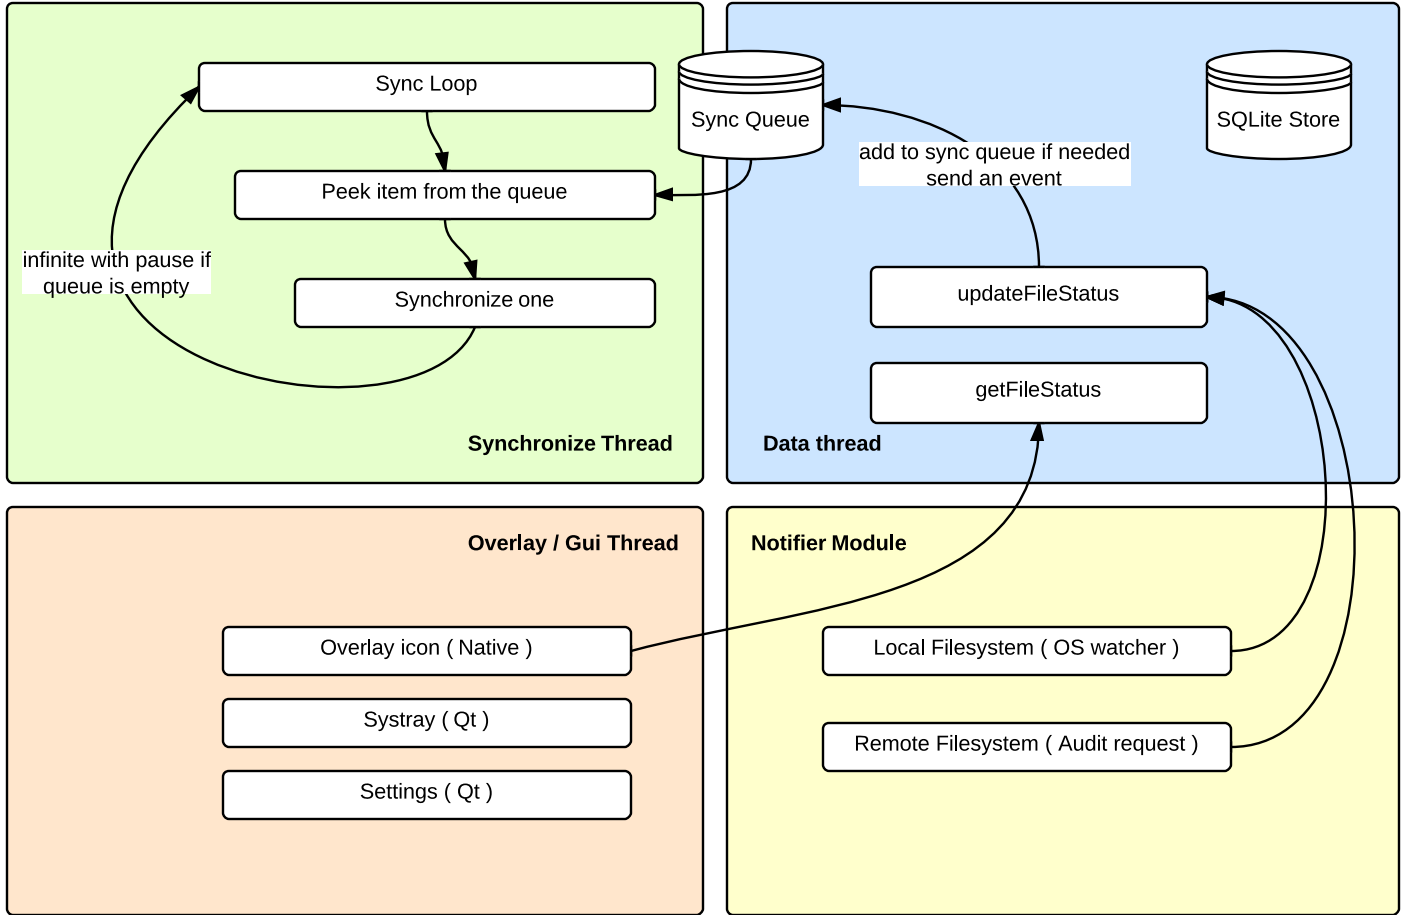 Sync Loop
Peek item from the queue
Synchronize one
infinite with pause if
queue is empty
Synchronize Thread
Sync Queue
SQLite Store
add to sync queue if needed
send an event
updateFileStatus
getFileStatus
Data thread
Overlay / Gui Thread
Overlay icon ( Native )
Systray ( Qt )
Settings ( Qt )
Notifier Module
Local Filesystem ( OS watcher )
Remote Filesystem ( Audit request )